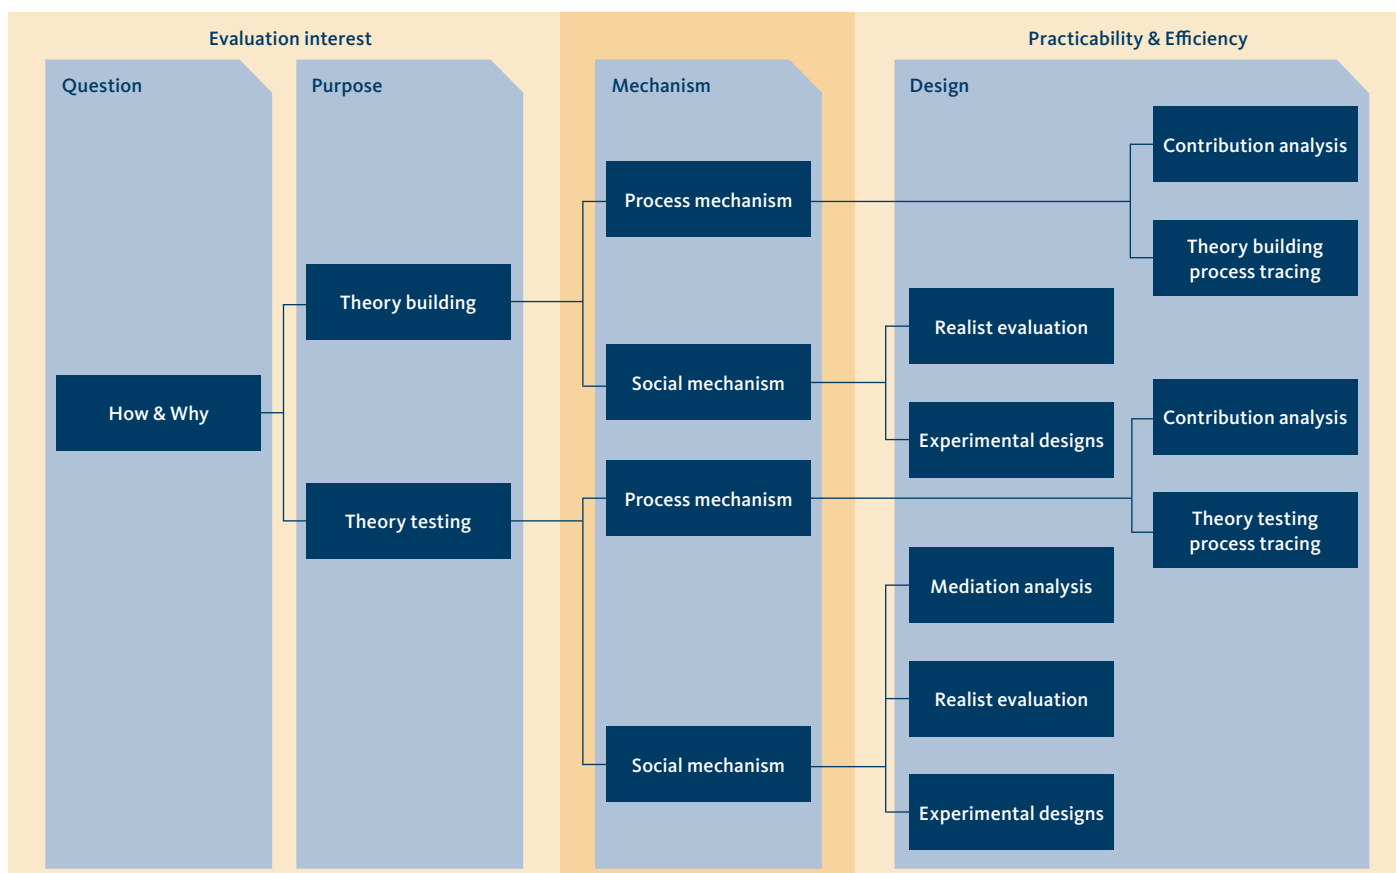 Evaluation interest
Practicability & Efficiency
Question
Purpose
Mechanism
Design
How & Why
Theory building
Theory testing
Process mechanism
Social mechanism
Process mechanism
Social mechanism
Contribution analysis
Theory building
process tracing
Realist evaluation
Experimental designs
Contribution analysis
Theory testing
process tracing
Mediation analysis
Realist evaluation
Experimental designs